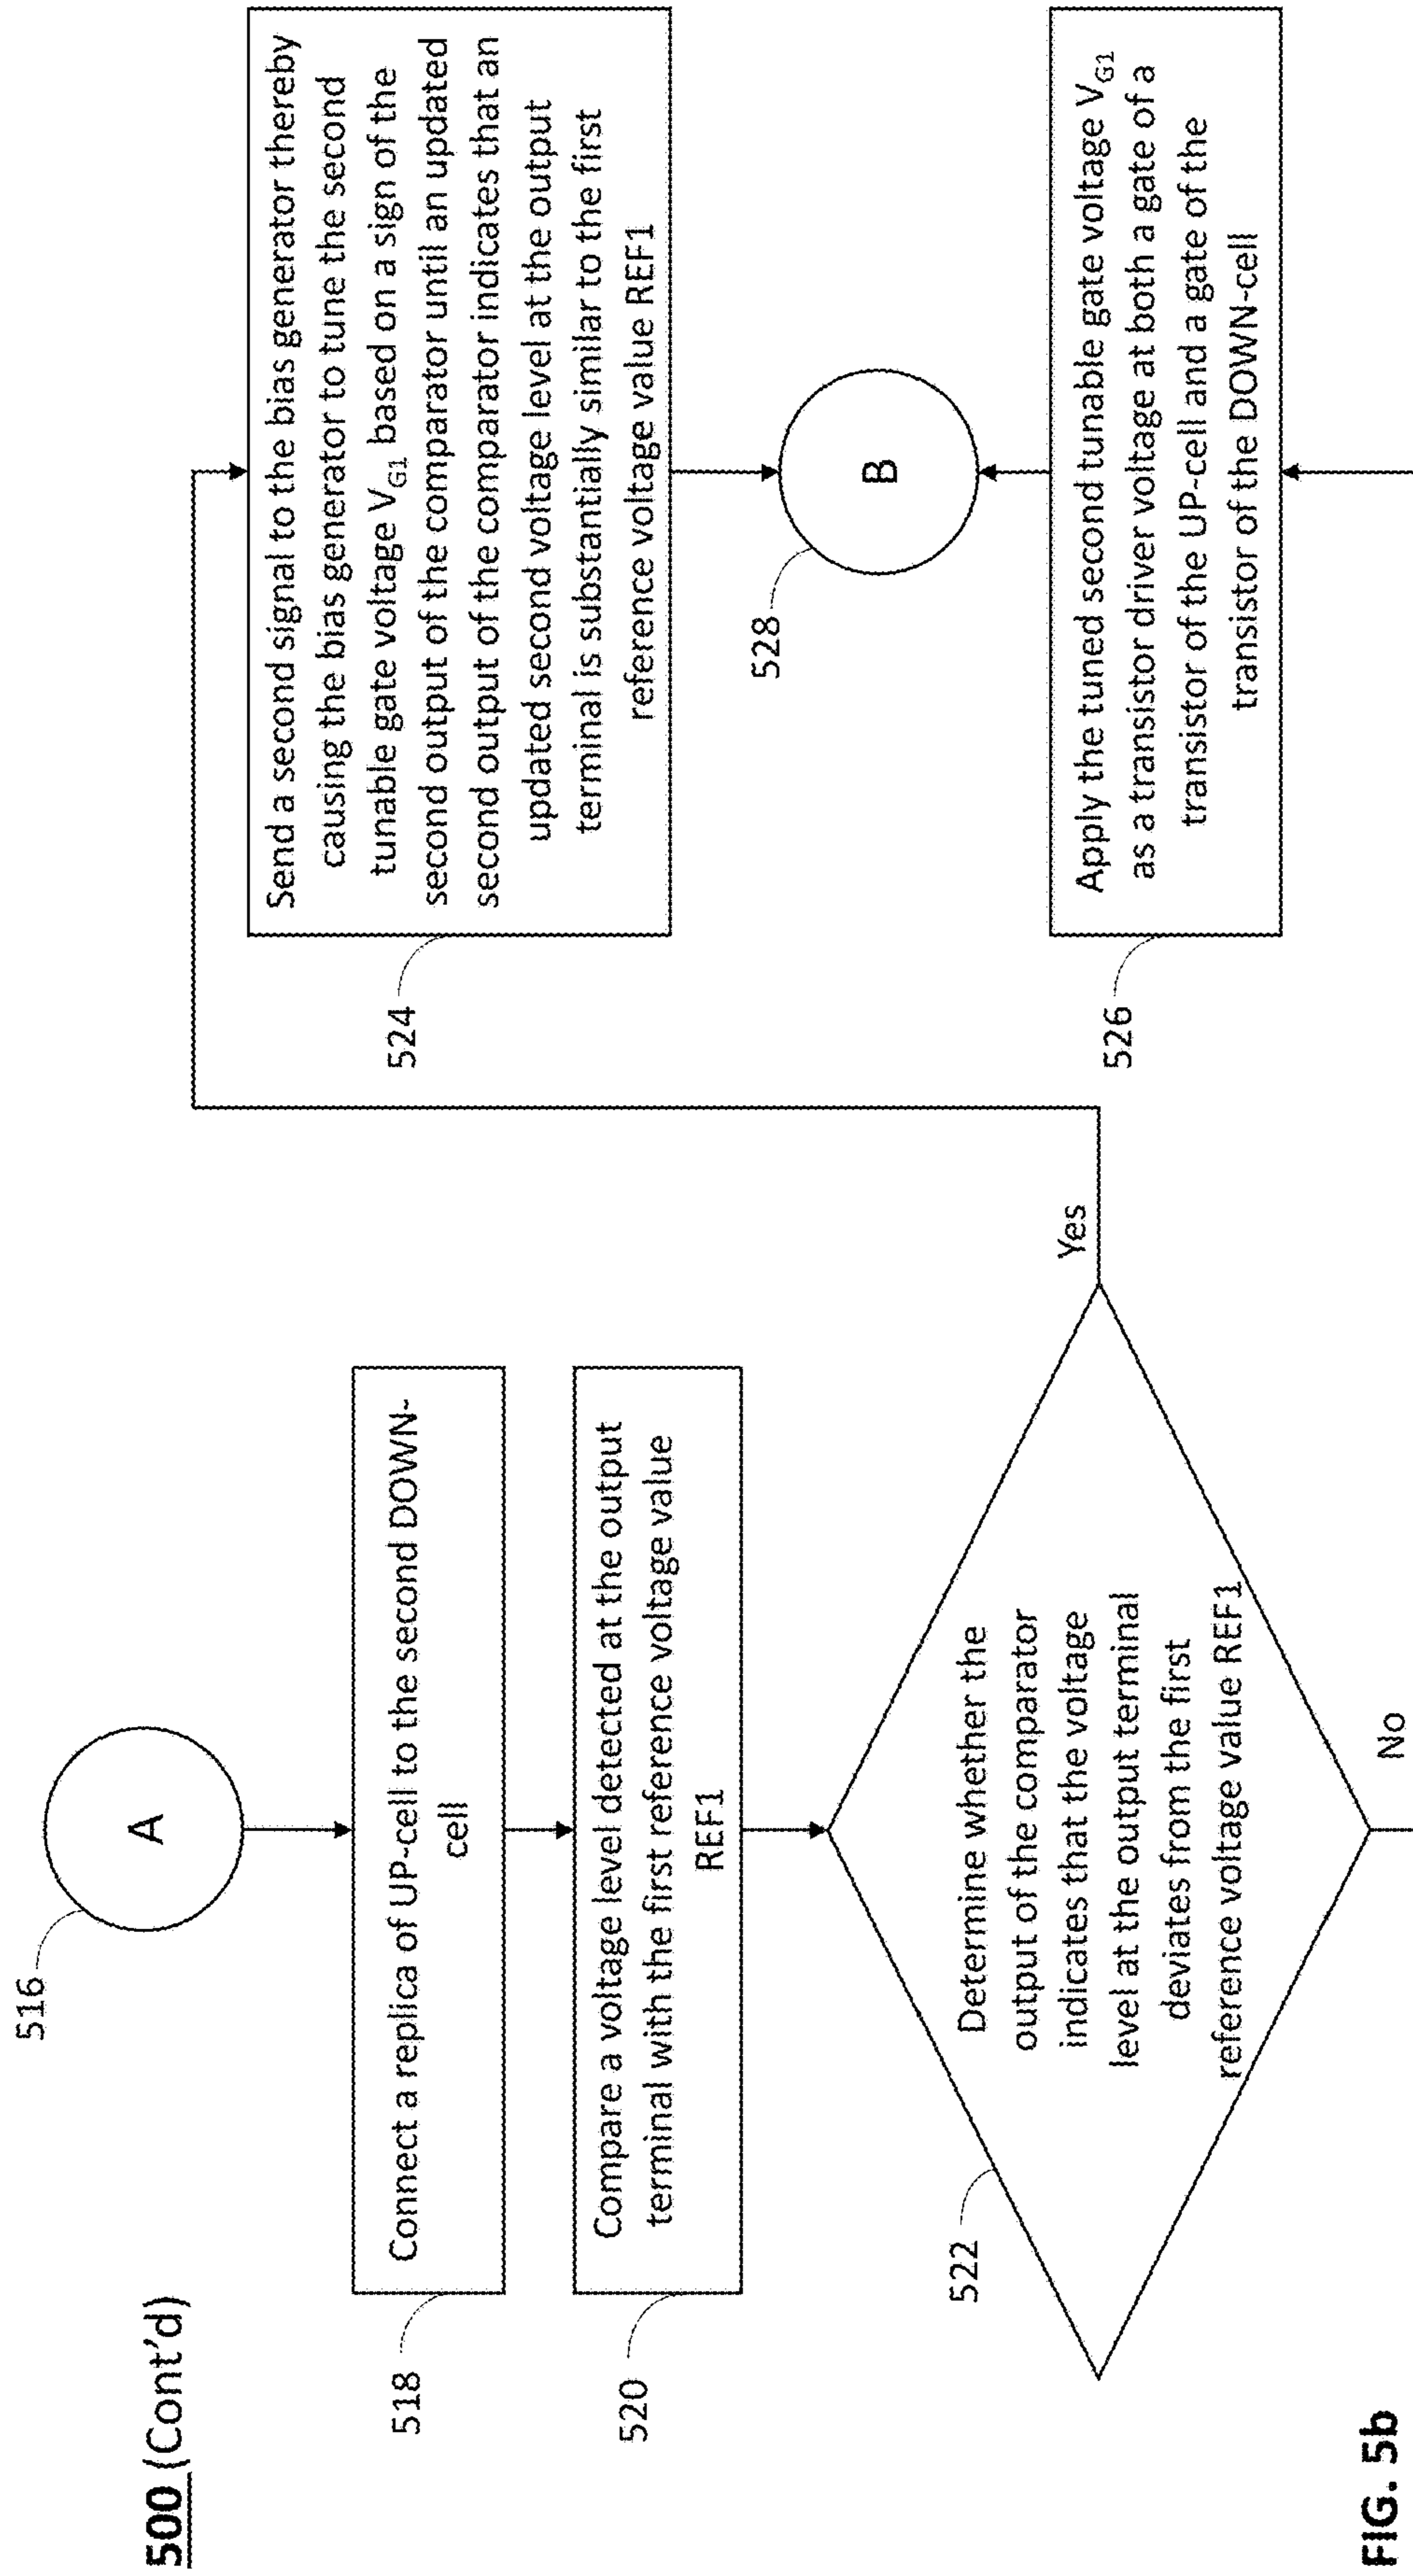 500 (Cont'd)
516
A
518
Connect a replica of UP-cell to the second DOWN-
cell
520
Compare a voltage level detected at the output
terminal with the first reference voltage value
REF1
522
Determine whether the
output of the comparator
indicates that the voltage
level at the output terminal
deviates from the first
reference voltage value REF1
Yes
No
524
Send a second signal to the bias generator thereby
causing the bias generator to tune the second
tunable gate voltage VG1 based on a sign of the
second output of the comparator until an updated
second output of the comparator indicates that an
updated second voltage level at the output
terminal is substantially similar to the first
reference voltage value REF1
528
B
526
Apply the tuned second tunable gate voltage VG1
as a transistor driver voltage at both a gate of a
transistor of the UP-cell and a gate of the
transistor of the DOWN-cell
FIG. 5b